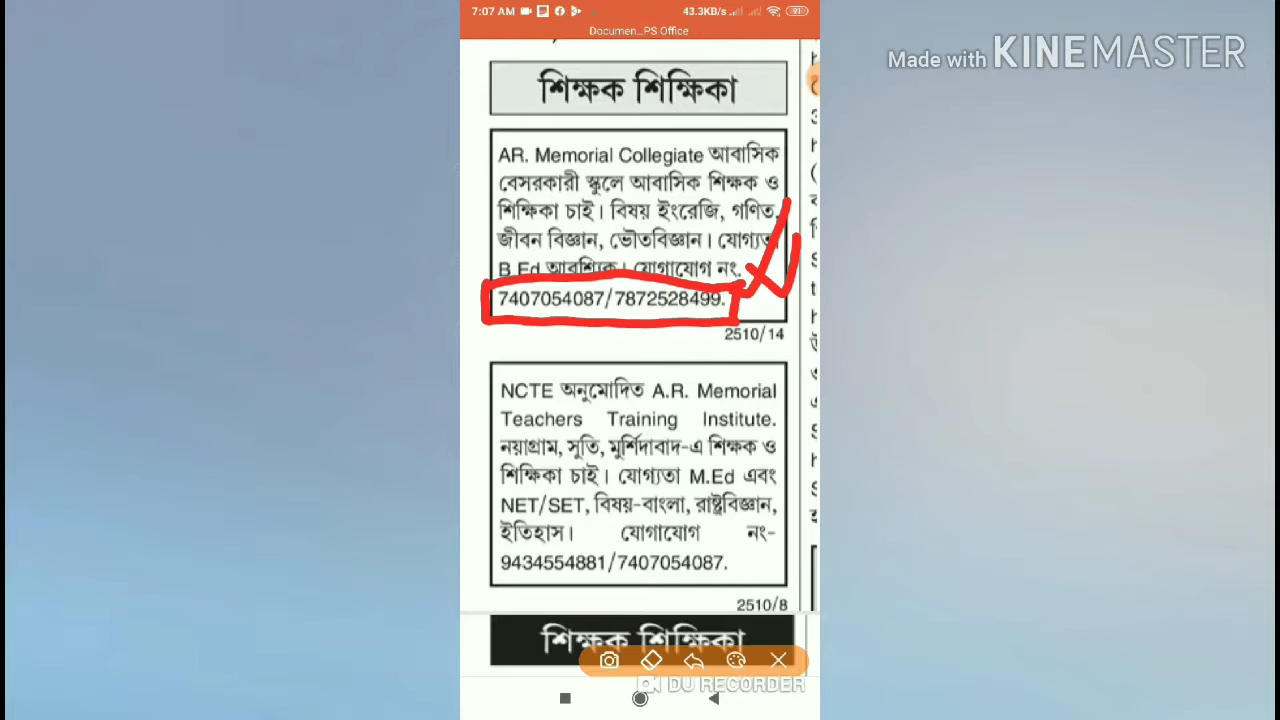 7:07 AM 43.3KB/s 91
Documen...PS Office
Made with KINEMASTER
শিক্ষক শিক্ষিকা
AR. Memorial Collegiate আবাসিক
বেসরকারী স্কুলে আবাসিক শিক্ষক ও
শিক্ষিকা চাই। বিষয় ইংরেজি, গণিত,
জীবন বিজ্ঞান, ভৌতবিজ্ঞান। যোগ্যতা
B.Ed আবশ্যিক। যোগাযোগ নং.
7407054087/7872528499.
2510/14
NCTE অনুমোদিত A.R. Memorial
Teachers Training Institute.
নয়াগ্রাম, সুতি, মুর্শিদাবাদ-এ শিক্ষক ও
শিক্ষিকা চাই। যোগ্যতা M.Ed এবং
NET/SET, বিষয়-বাংলা, রাষ্ট্রবিজ্ঞান,
ইতিহাস। যোগাযোগ নং-
9434554881/7407054087.
2510/8
শিক্ষক শিক্ষিকা
DU RECORDER